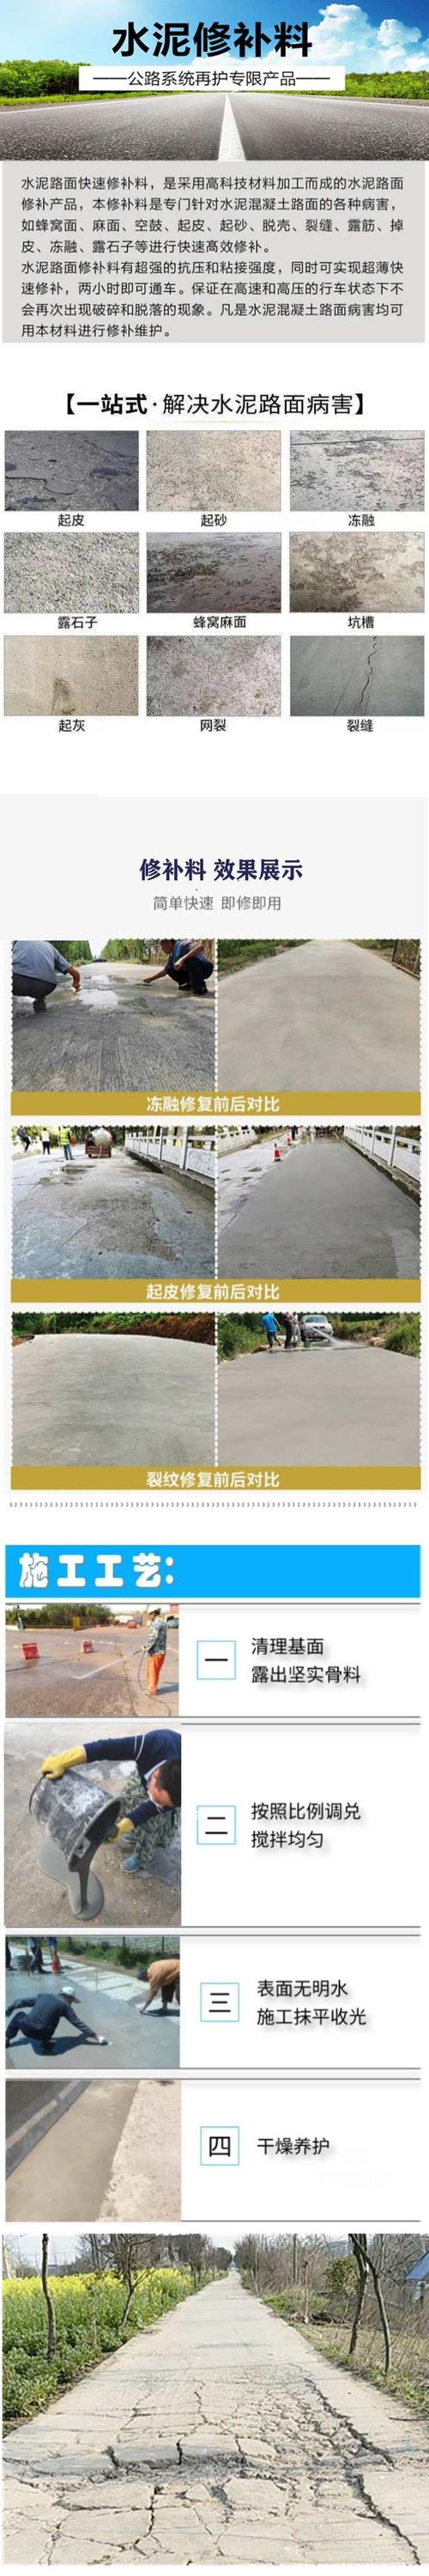 水泥修补料
——公路系统再护专限产品——
水泥路面快速修补料，是采用高科技材料加工而成的水泥路面
修补产品，本修补料是专门针对水泥混凝土路面的各种病害，
如蜂窝面、麻面、空鼓、起皮、起砂、脱壳、裂缝、露筋、掉
皮、冻融、露石子等进行快速高效修补。
水泥路面修补料有超强的抗压和粘接强度，同时可实现超薄快
速修补，两小时即可通车。保证在高速和高压的行车状态下不
会再次出现破碎和脱落的现象。凡是水泥混凝土路面病害均可
用本材料进行修补维护。
【一站式·解决水泥路面病害】
起皮 起砂 冻融
露石子 蜂窝麻面 坑槽
起灰 网裂 裂缝
修补料 效果展示
简单快速 即修即用
冻融修复前后对比
起皮修复前后对比
裂纹修复前后对比
施工工艺:
一
清理基面
露出坚实骨料
二
按照比例调兑
搅拌均匀
三
表面无明水
施工抹平收光
四
干燥养护